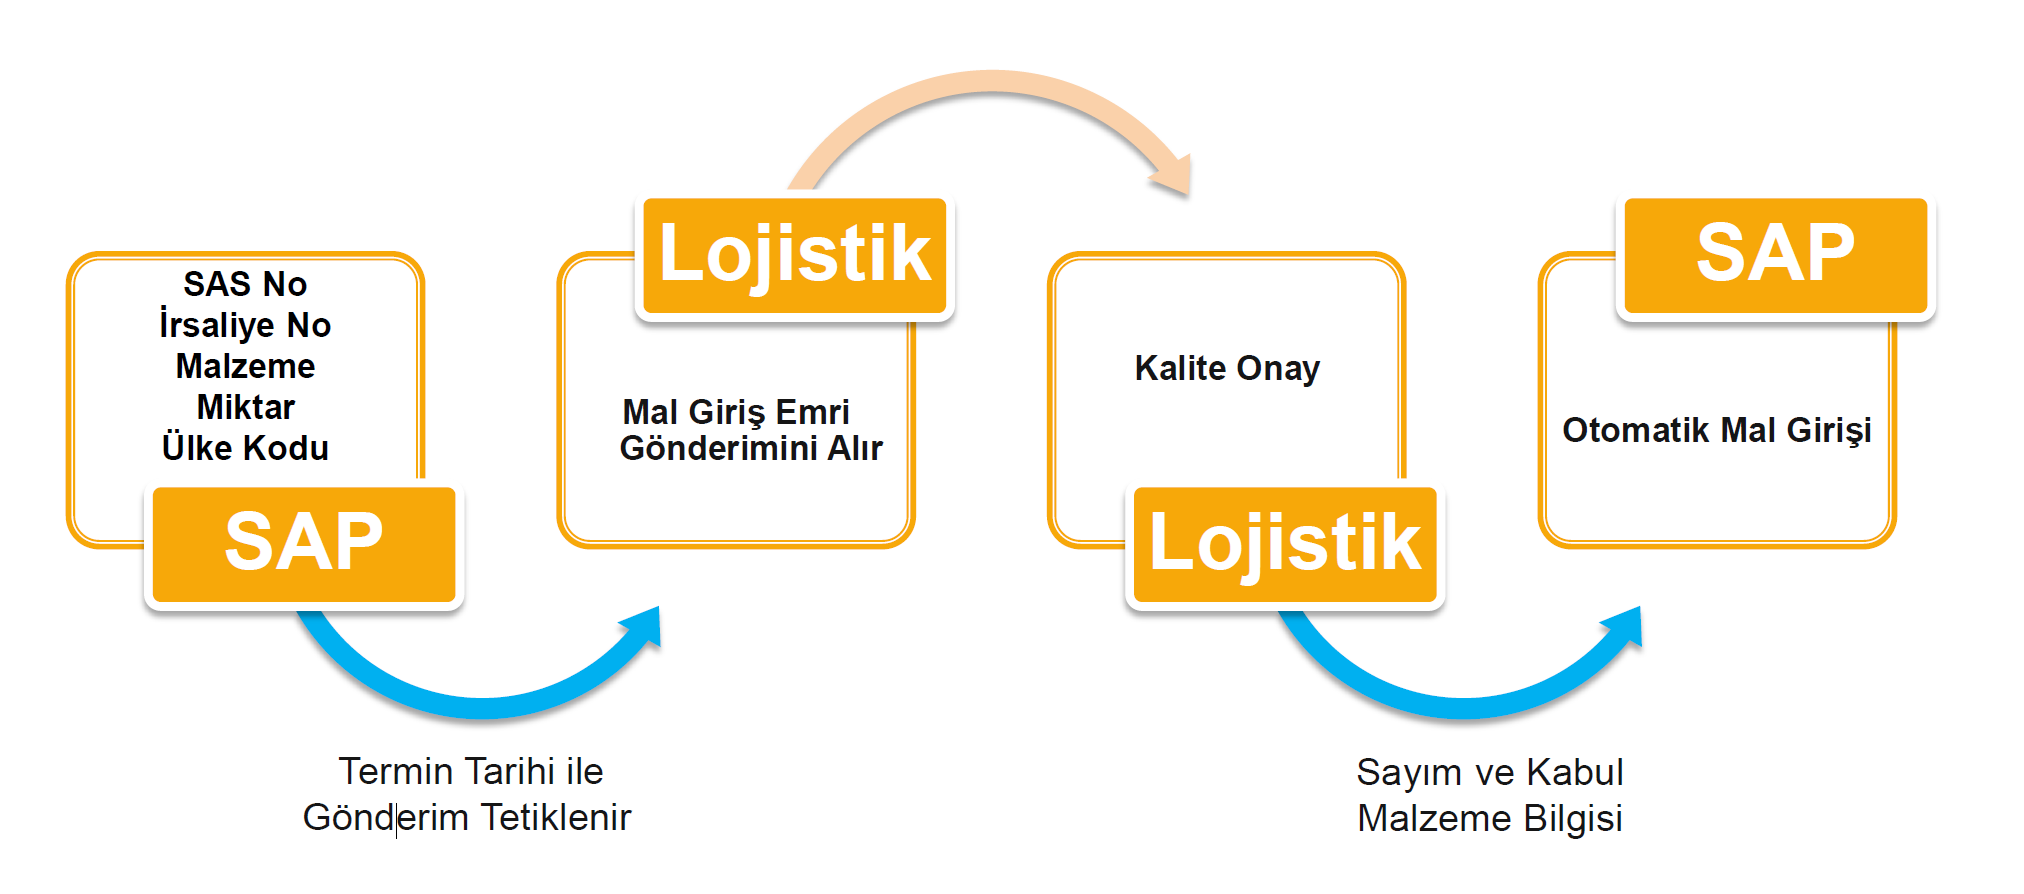 SAS No
İrsaliye No
Malzeme
Miktar
Ülke Kodu
SAP
Termin Tarihi ile
Gönderim Tetiklenir
Lojistik
Mal Giriş Emri
Gönderimini Alır
Kalite Onay
Lojistik
Sayım ve Kabul
Malzeme Bilgisi
SAP
Otomatik Mal Girişi